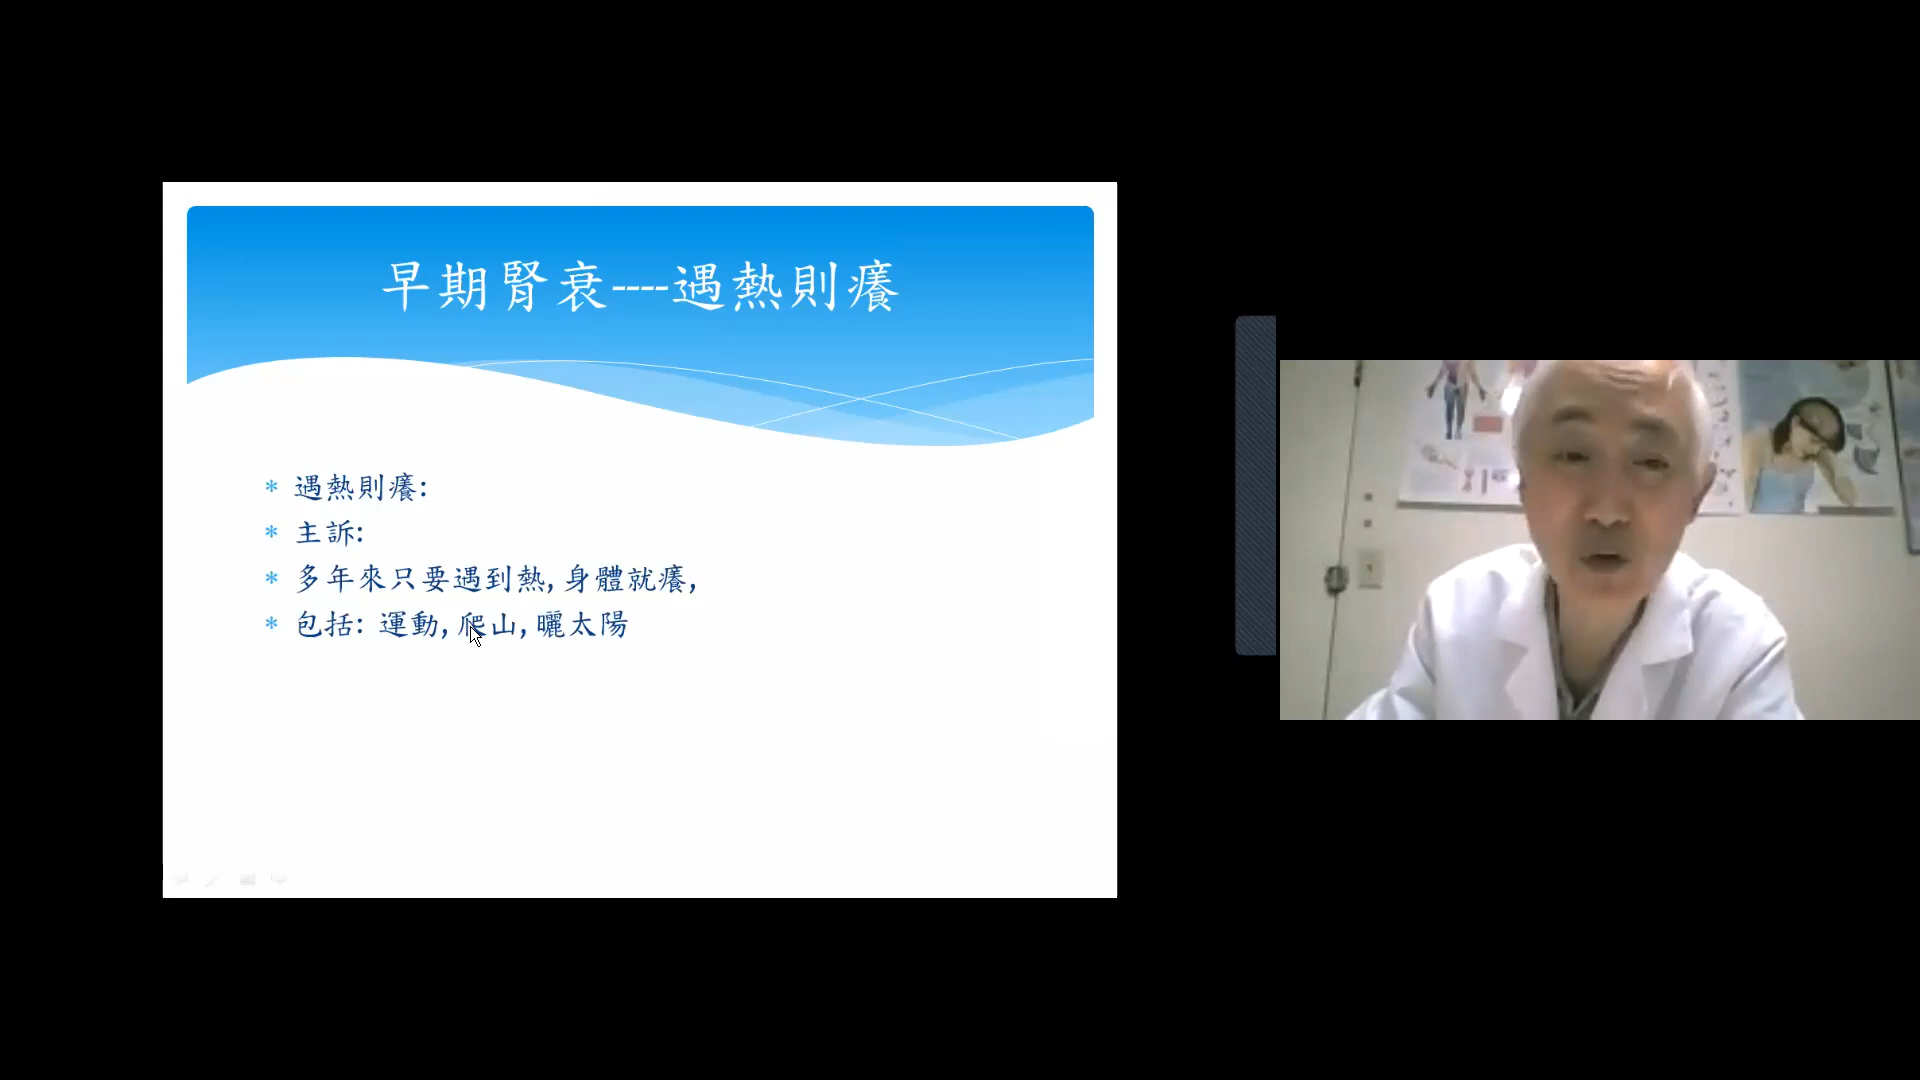 早期腎衰----遇熱則癢
* 遇熱則癢:
* 主訴:
* 多年來只要遇到熱,身體就癢,
* 包括: 運動,爬山,曬太陽